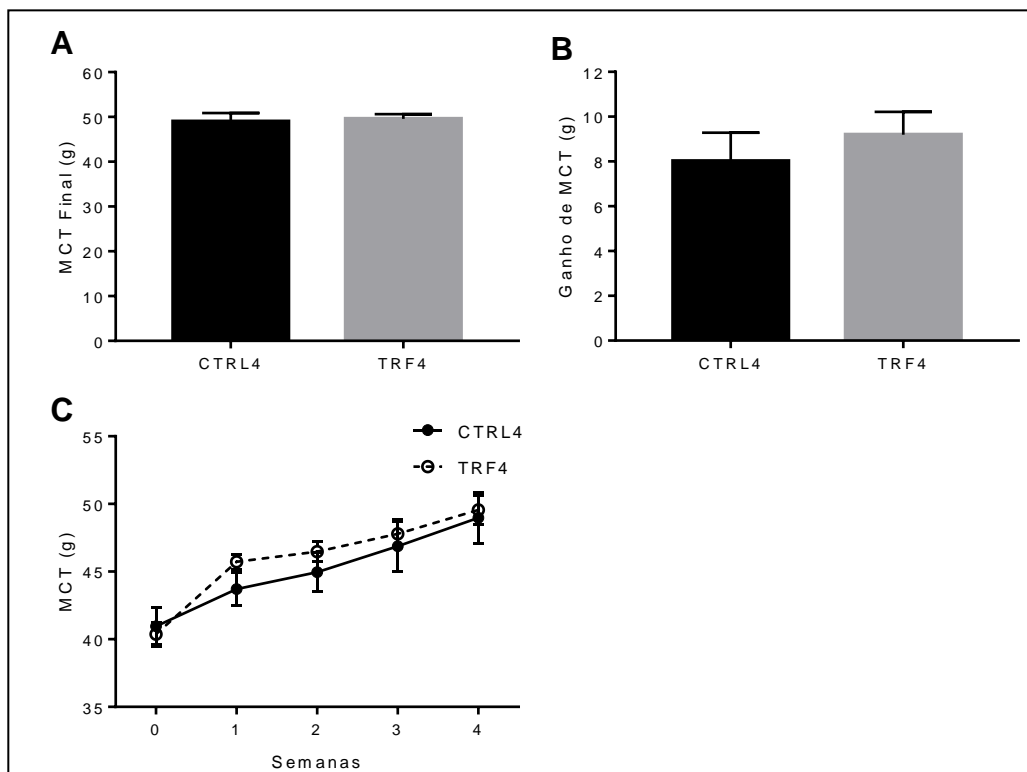 A
MCT Final (g)
60
50
40
30
20
10
0
CTRL4
TRF4
B
Ganho de MCT (g)
12
10
8
6
4
2
0
CTRL4
TRF4
C
CTRL4
TRF4
MCT (g)
55
50
45
40
35
0 1 2 3 4
Semanas